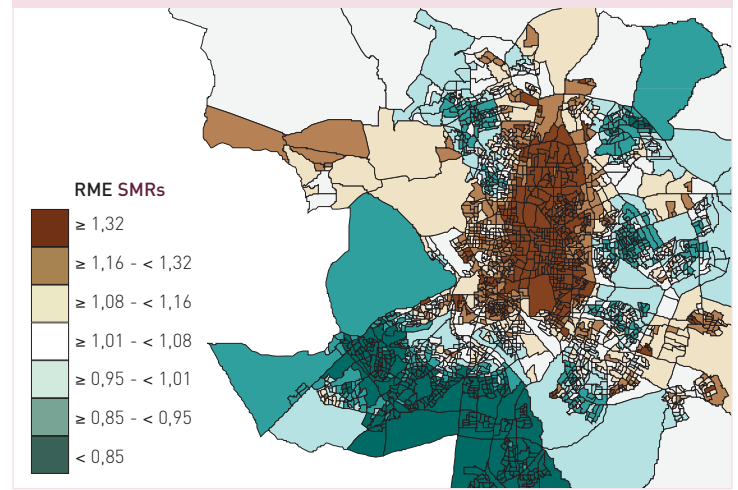 RME SMRs
≥ 1,32
≥ 1,16 - < 1,32
≥ 1,08 - < 1,16
≥ 1,01 - < 1,08
≥ 0,95 - < 1,01
≥ 0,85 - < 0,95
< 0,85